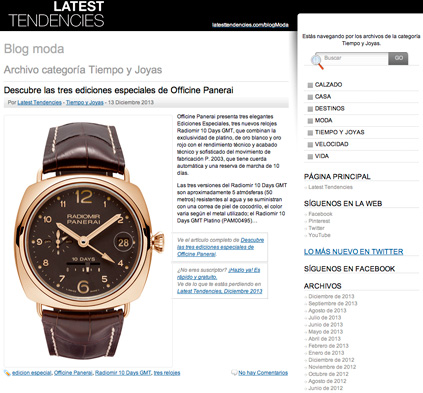 LATEST
TENDENCIES
latesttendencies.com/blogModa
Blog moda
Archivo categoría Tiempo y Joyas
Descubre las tres ediciones especiales de Officine Panerai
Por Latest Tendencies - Tiempo y Joyas - 13 Diciembre 2013
RADIOMIR
PANERAI
10 DAYS
Officine Panerai presenta tres elegantes
Ediciones Especiales, tres nuevos relojes
Radiomir 10 Days GMT, que combinan la
exclusividad de platino, de oro blanco y oro
rojo con el rendimiento técnico y acabado
técnico y sofisticado del movimiento de
fabricación P. 2003, que tiene cuerda
automática y una reserva de marcha de
10 días.
Las tres versiones del Radiomir 10 Days GMT
son aproximadamente 5 atmósferas (50
metros) resistentes al agua y se suministran
con una correa de piel de cocodrilo, el color
varía según el metal utilizado; el Radiomir 10
Days GMT Platino (PAM00495)...
Ve el artículo completo de Descubre
las tres ediciones especiales de
Officine Panerai.
¿No eres suscriptor? ¡Hazlo ya! Es
rápido y gratuito.
Ve de lo que te estás perdiendo en
Latest Tendencies, Diciembre 2013
edicion especial, Officine Panerai, Radiomir 10 Days GMT, tres relojes
No hay Comentarios
Estás navegando por los archivos de la categoría
Tiempo y Joyas.
Buscar
GO
CALZADO
CASA
DESTINOS
MODA
TIEMPO Y JOYAS
VELOCIDAD
VIDA
PÁGINA PRINCIPAL
Latest Tendencies
SÍGUENOS EN LA WEB
Facebook
Pinterest
Twitter
YouTube
LO MÁS NUEVO EN TWITTER
SÍGUENOS EN FACEBOOK
ARCHIVOS
Diciembre de 2013
Septiembre de 2013
Agosto de 2013
Julio de 2013
Junio de 2013
Mayo de 2013
Abril de 2013
Febrero de 2013
Enero de 2013
Diciembre de 2012
Noviembre de 2012
Octubre de 2012
Agosto de 2012
Junio de 2012